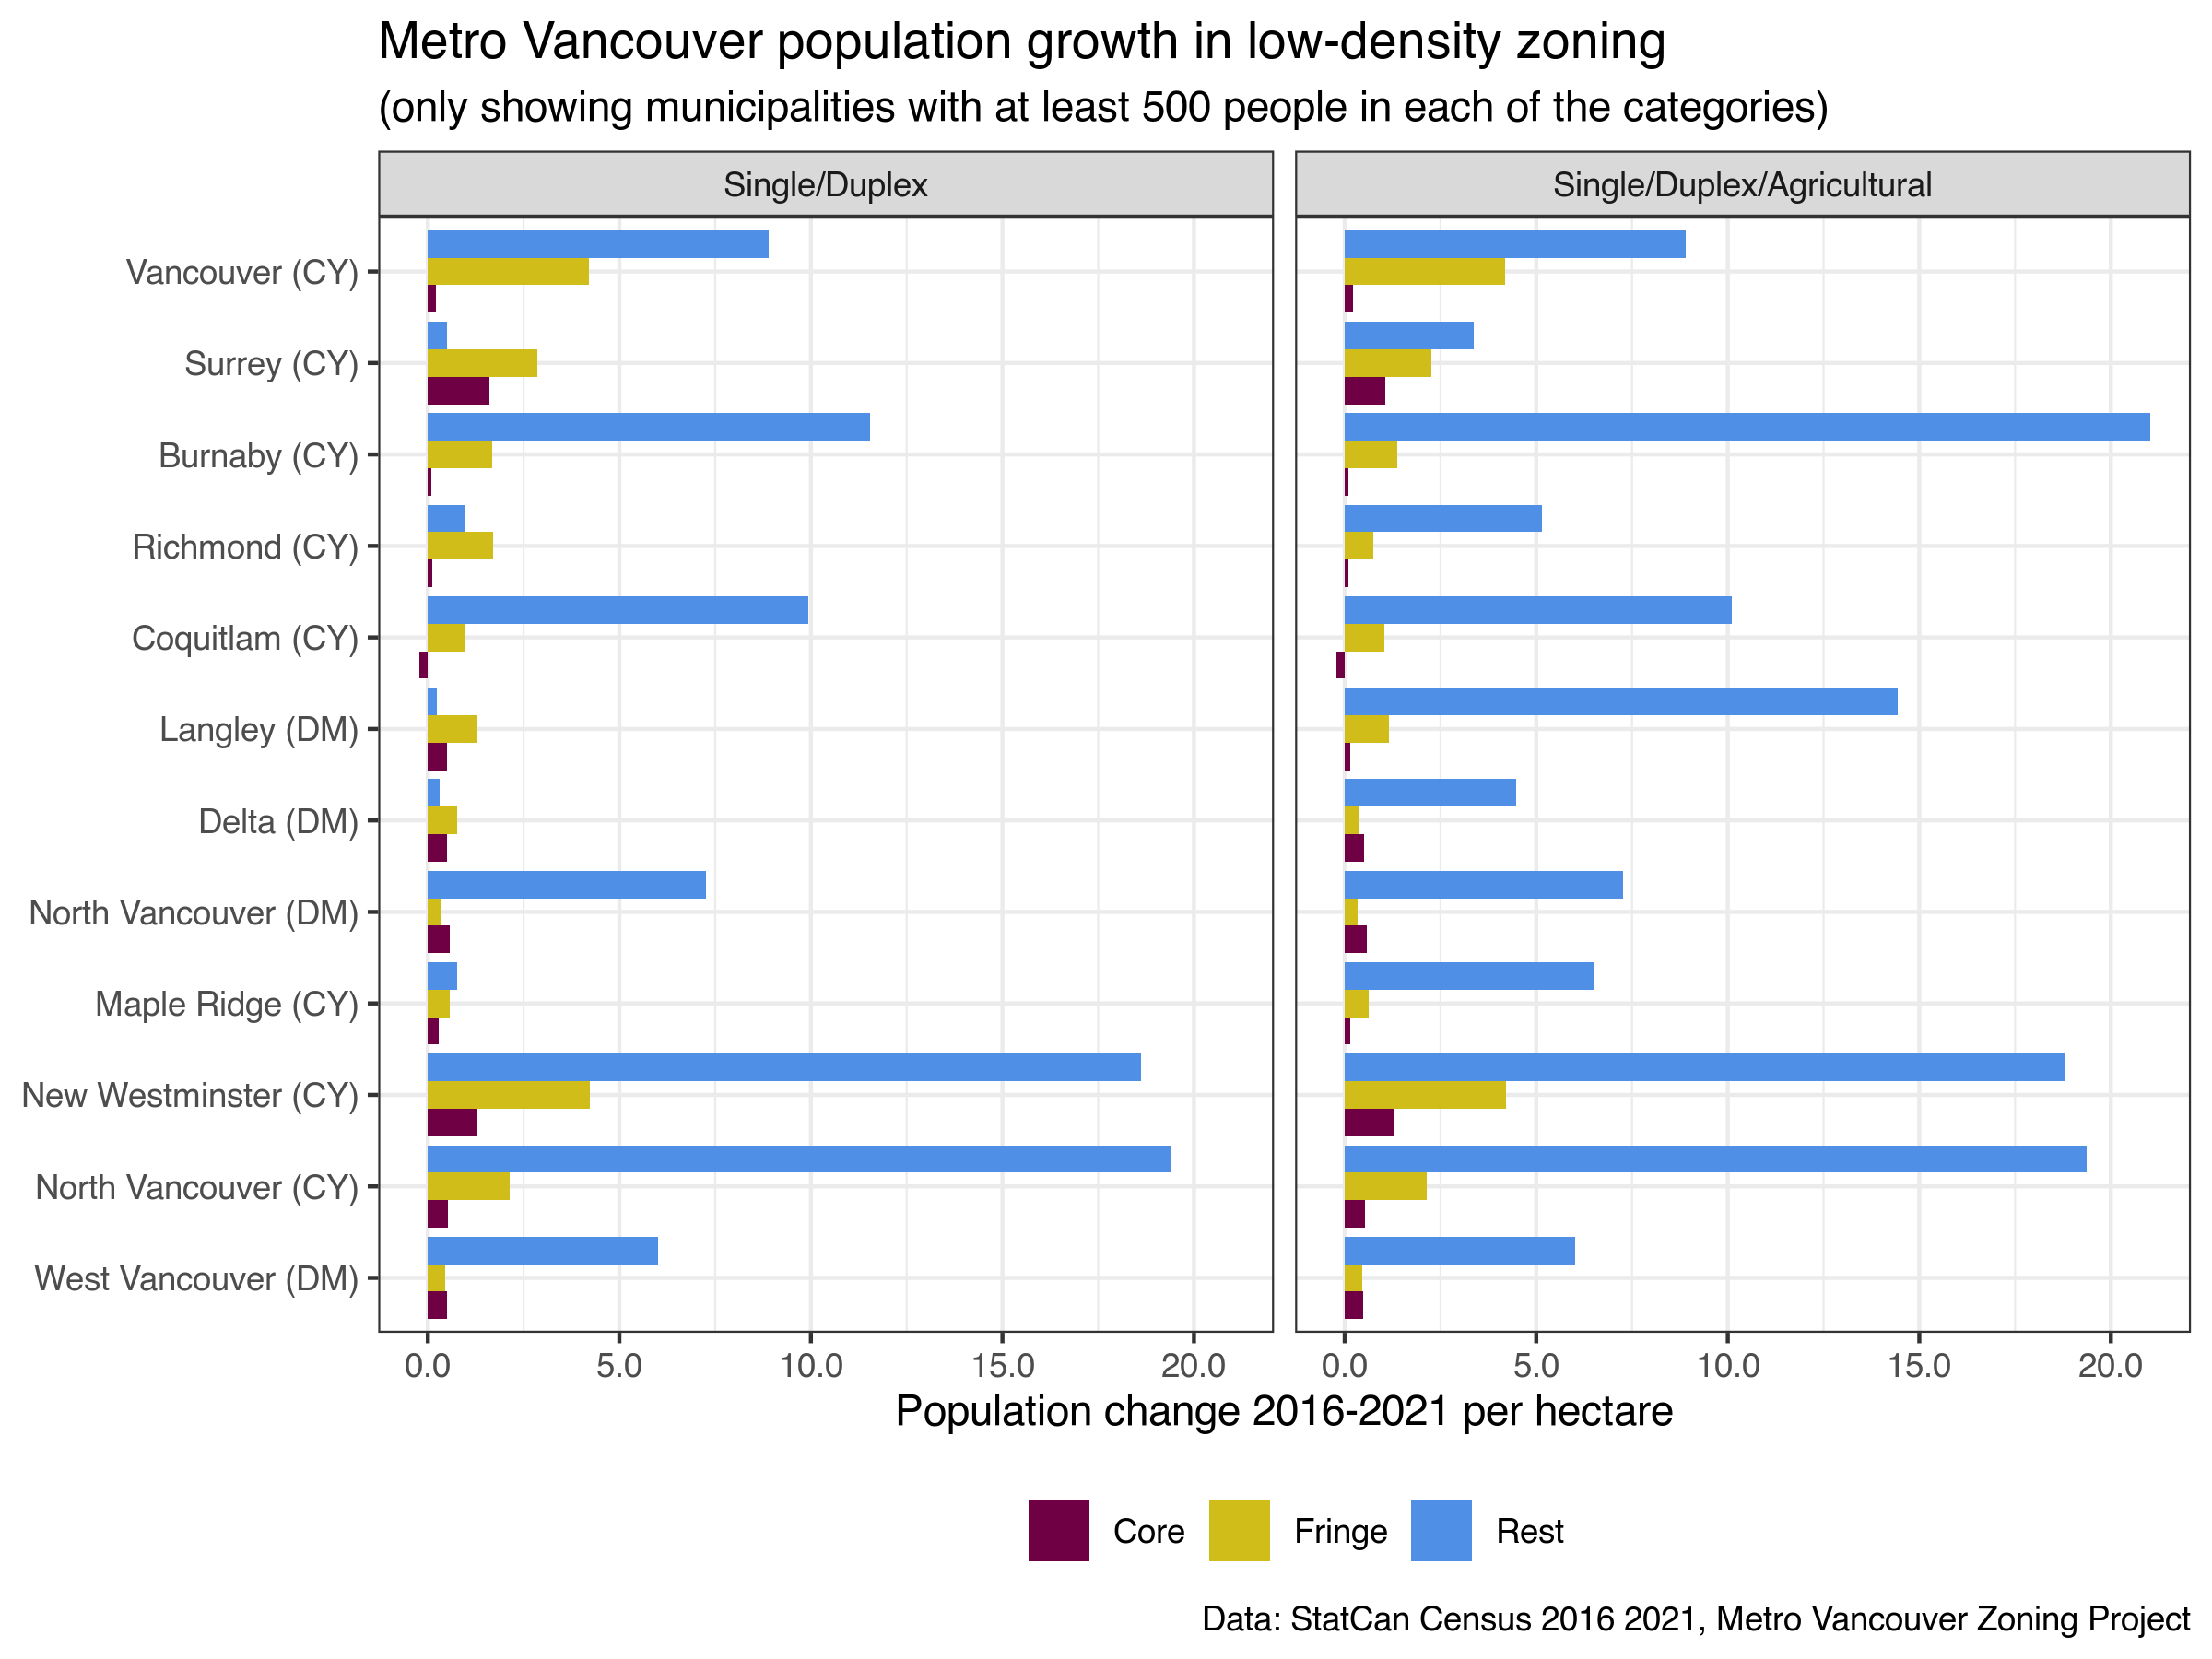 Metro Vancouver population growth in low-density zoning
(only showing municipalities with at least 500 people in each of the categories)
Single/Duplex
Single/Duplex/Agricultural
Vancouver (CY)
Surrey (CY)
Burnaby (CY)
Richmond (CY)
Coquitlam (CY)
Langley (DM)
Delta (DM)
North Vancouver (DM)
Maple Ridge (CY)
New Westminster (CY)
North Vancouver (CY)
West Vancouver (DM)
0.0 5.0 10.0 15.0 20.0
0.0 5.0 10.0 15.0 20.0
Population change 2016-2021 per hectare
Core Fringe Rest
Data: StatCan Census 2016 2021, Metro Vancouver Zoning Project